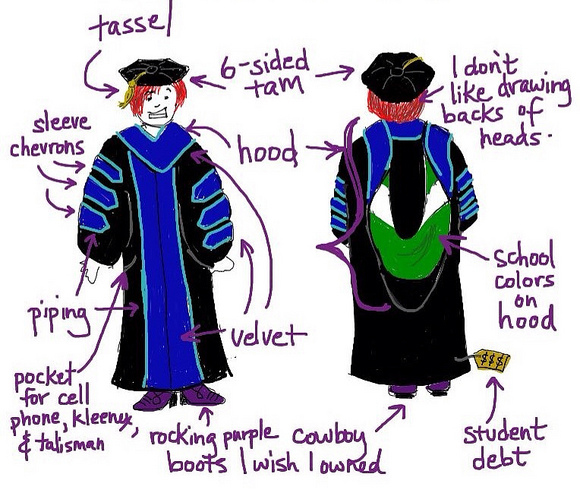 tassel
6-sided
tam
I don't
like drawing
backs of
heads.
sleeve
chevrons
hood
school
colors
on
hood
piping
velvet
$$$
pocket
for cell
phone, kleenex,
& talisman
rocking purple cowboy
boots I wish I owned
student
debt